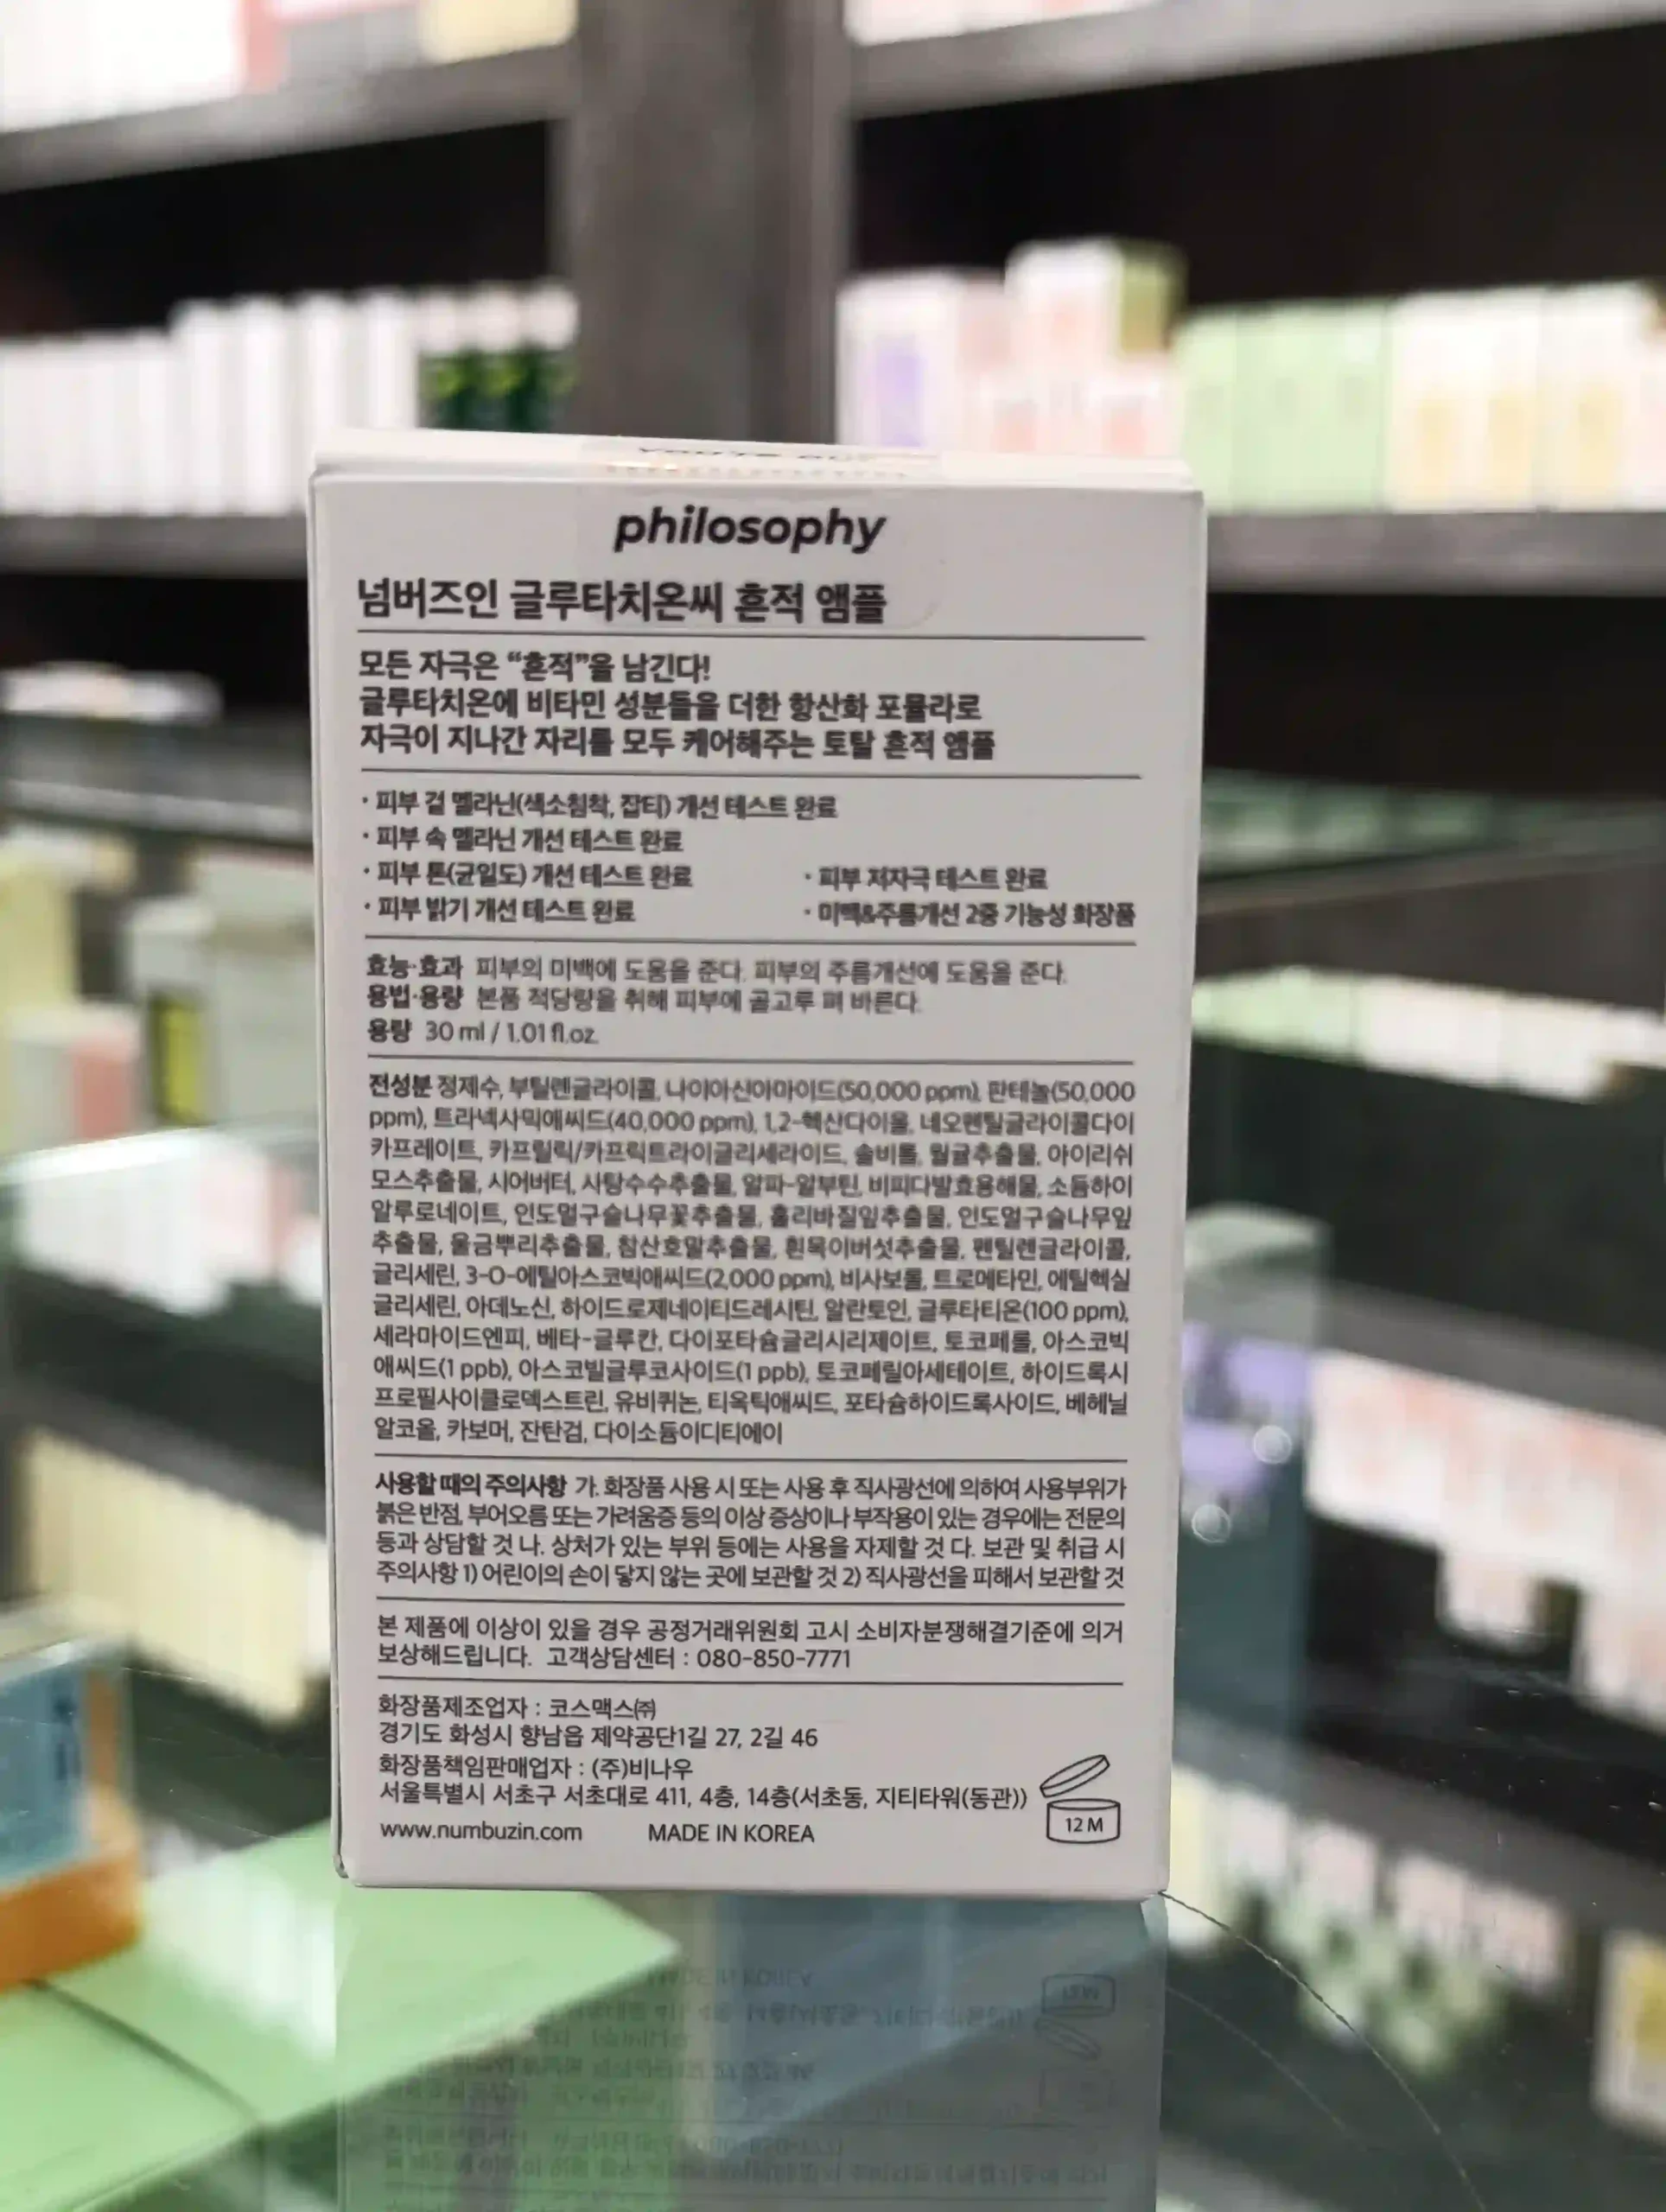 philosophy
넘버즈인 글루타치온씨 흔적 앰플
모든 자극은 “흔적”을 남긴다!
글루타치온에 비타민 성분들을 더한 항산화 포뮬라로
자극이 지나간 자리를 모두 케어해주는 토탈 흔적 앰플
· 피부 겉 멜라닌(색소침착, 잡티) 개선 테스트 완료
· 피부 속 멜라닌 개선 테스트 완료
· 피부 톤(균일도) 개선 테스트 완료 · 피부 저자극 테스트 완료
· 피부 밝기 개선 테스트 완료 · 미백&주름개선 2중 기능성 화장품
효능·효과 피부의 미백에 도움을 준다. 피부의 주름개선에 도움을 준다.
용법·용량 본품 적당량을 취해 피부에 골고루 펴 바른다.
용량 30 ml / 1.01 fl.oz.
전성분 정제수, 부틸렌글라이콜, 나이아신아마이드(50,000 ppm), 판테놀(50,000
ppm), 트라넥사믹애씨드(40,000 ppm), 1,2-헥산다이올, 네오펜틸글라이콜다이
카프레이트, 카프릴릭/카프릭트라이글리세라이드, 솔비톨, 월귤추출물, 아이리쉬
모스추출물, 시어버터, 사탕수수추출물, 알파-알부틴, 비피다발효용해물, 소듐하이
알루로네이트, 인도멀구슬나무꽃추출물, 홀리바질잎추출물, 인도멀구슬나무잎
추출물, 울금뿌리추출물, 참산호말추출물, 흰목이버섯추출물, 펜틸렌글라이콜,
글리세린, 3-O-에틸아스코빅애씨드(2,000 ppm), 비사보롤, 트로메타민, 에틸헥실
글리세린, 아데노신, 하이드로제네이티드레시틴, 알란토인, 글루타티온(100 ppm),
세라마이드엔피, 베타-글루칸, 다이포타슘글리시리제이트, 토코페롤, 아스코빅
애씨드(1 ppb), 아스코빌글루코사이드(1 ppb), 토코페릴아세테이트, 하이드록시
프로필사이클로덱스트린, 유비퀴논, 티옥틱애씨드, 포타슘하이드록사이드, 베헤닐
알코올, 카보머, 잔탄검, 다이소듐이디티에이
사용할 때의 주의사항 가. 화장품 사용 시 또는 사용 후 직사광선에 의하여 사용부위가
붉은 반점, 부어오름 또는 가려움증 등의 이상 증상이나 부작용이 있는 경우에는 전문의
등과 상담할 것 나. 상처가 있는 부위 등에는 사용을 자제할 것 다. 보관 및 취급 시
주의사항 1) 어린이의 손이 닿지 않는 곳에 보관할 것 2) 직사광선을 피해서 보관할 것
본 제품에 이상이 있을 경우 공정거래위원회 고시 소비자분쟁해결기준에 의거
보상해드립니다. 고객상담센터 : 080-850-7771
화장품제조업자 : 코스맥스㈜
경기도 화성시 향남읍 제약공단1길 27, 2길 46
화장품책임판매업자 : (주)비나우
서울특별시 서초구 서초대로 411, 4층, 14층(서초동, 지티타워(동관))
www.numbuzin.com MADE IN KOREA
12 M